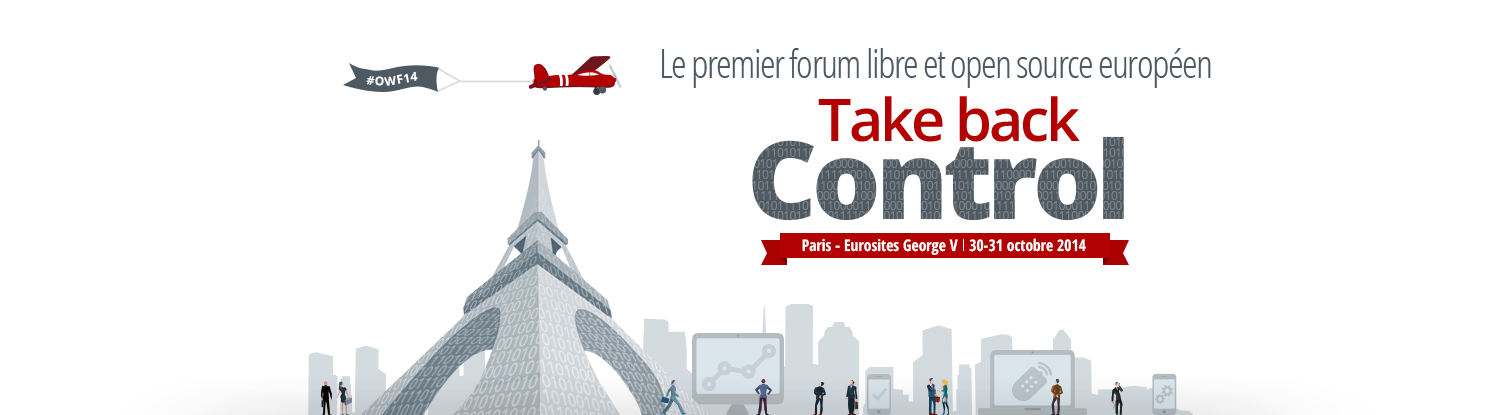 #OWF14
Le premier forum libre et open source européen
Take back
Control
Paris - Eurosites George V | 30-31 octobre 2014